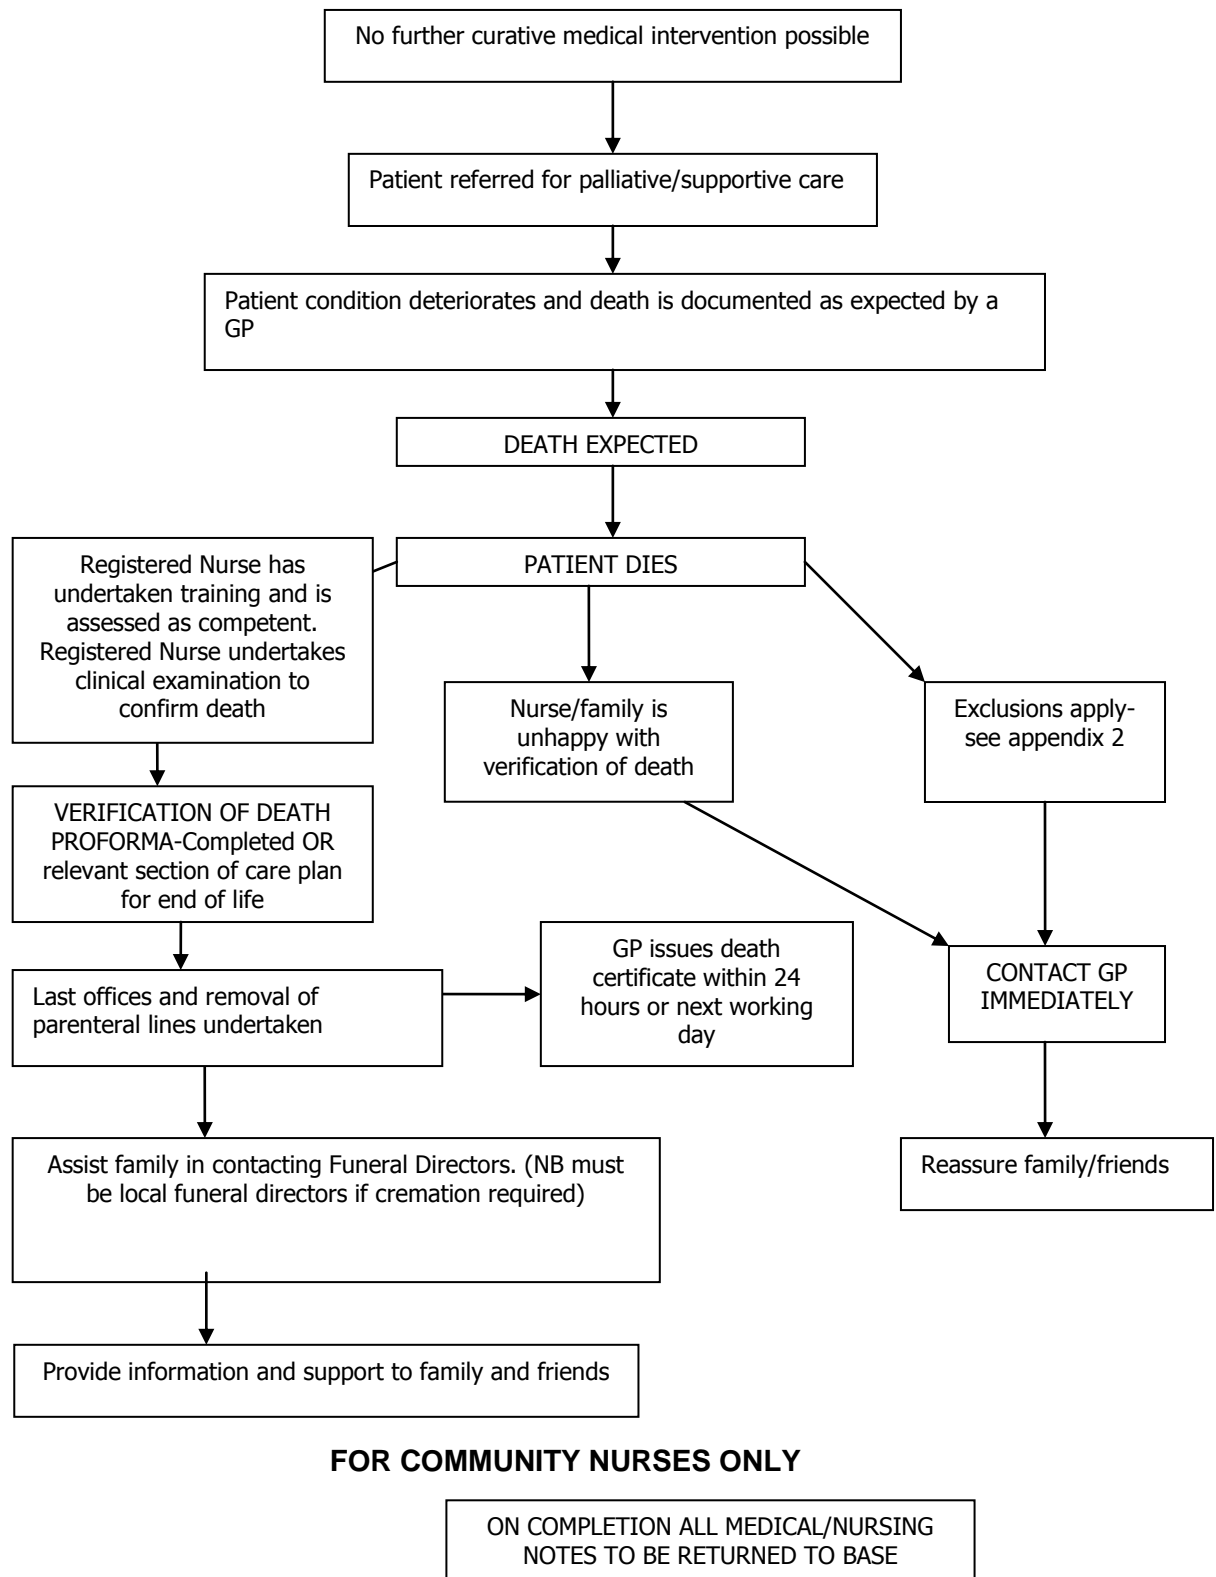 No further curative medical intervention possible
Patient referred for palliative/supportive care
Patient condition deteriorates and death is documented as expected by a
GP
DEATH EXPECTED
PATIENT DIES
Registered Nurse has
undertaken training and is
assessed as competent.
Registered Nurse undertakes
clinical examination to
confirm death
Nurse/family is
unhappy with
verification of death
Exclusions apply-
see appendix 2
VERIFICATION OF DEATH
PROFORMA-Completed OR
relevant section of care plan
for end of life
GP issues death
certificate within 24
hours or next working
day
CONTACT GP
IMMEDIATELY
Last offices and removal of
parenteral lines undertaken
Assist family in contacting Funeral Directors. (NB must
be local funeral directors if cremation required)
Reassure family/friends
Provide information and support to family and friends
FOR COMMUNITY NURSES ONLY
ON COMPLETION ALL MEDICAL/NURSING
NOTES TO BE RETURNED TO BASE